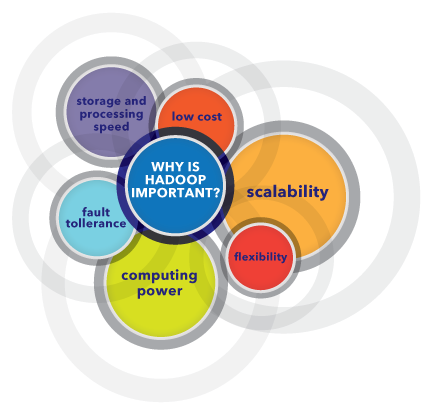 storage and
processing
speed
low cost
WHY IS
HADOOP
IMPORTANT?
scalability
fault
tollerance
flexibility
computing
power